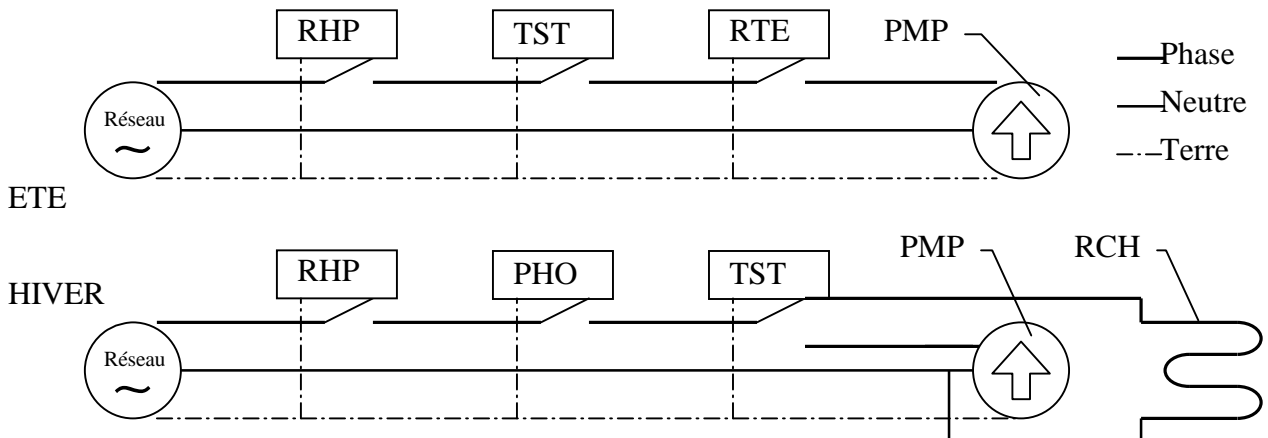 RHP TST RTE PMP
Phase
Réseau
~
Neutre
Terre
ETE
RHP PHO TST PMP RCH
HIVER
Réseau
~